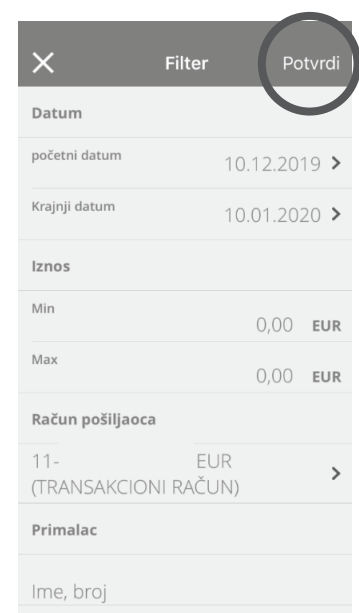 Filter Potvrdi
Datum
početni datum
10.12.2019
Krajnji datum
10.01.2020
Iznos
Min
0,00 EUR
Max
0,00 EUR
Račun pošiljaoca
11- EUR
(TRANSAKCIONI RAČUN)
Primalac
Ime, broj